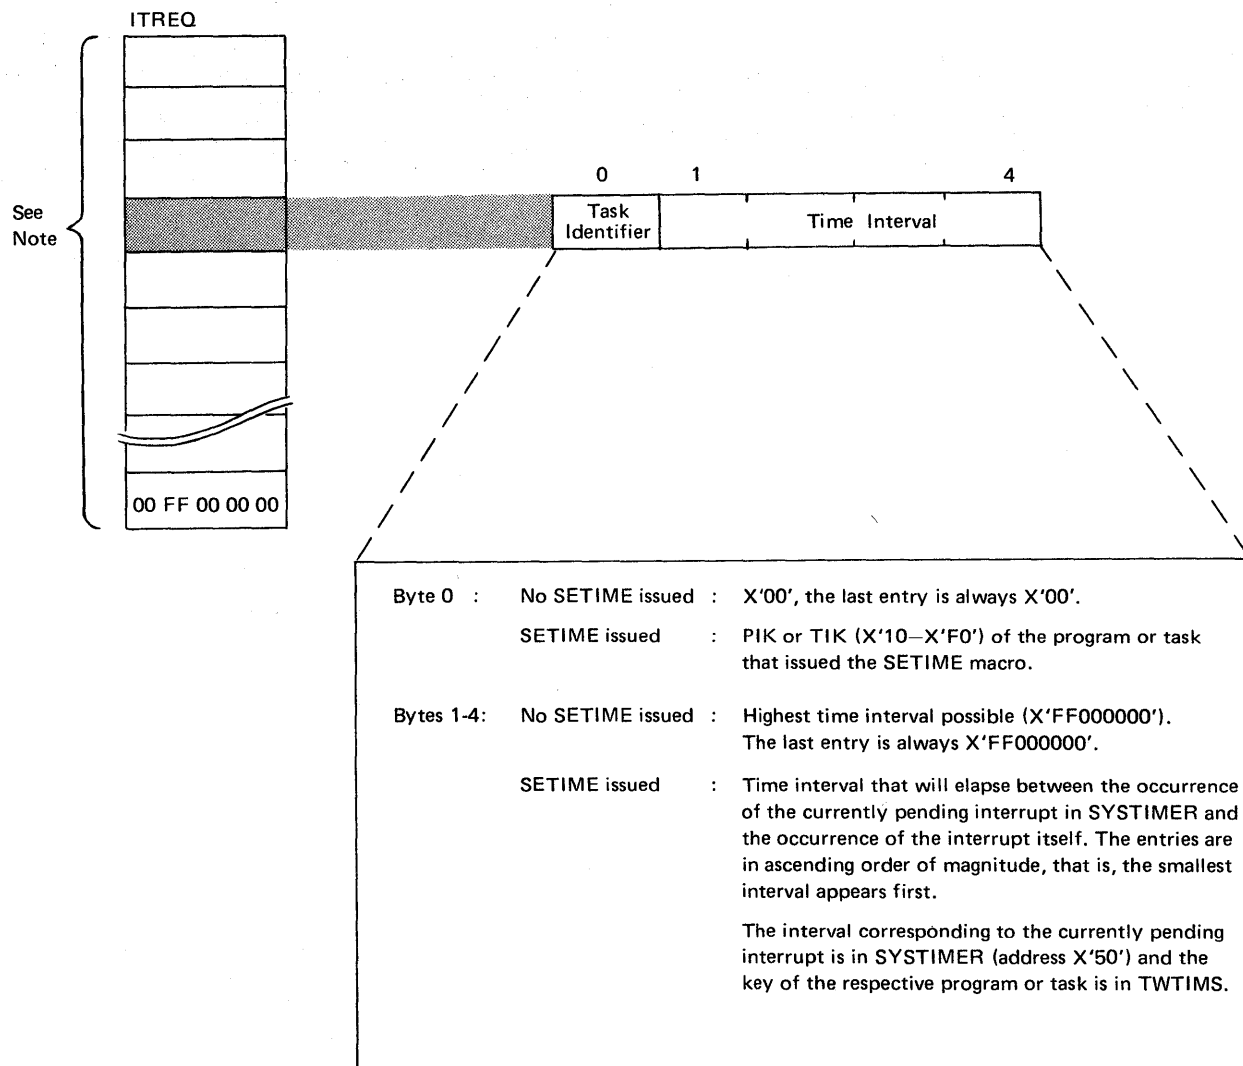 ITREQ
0 1 4
See
Note
Task
Identifier
Time Interval
00 FF 00 00 00
Byte 0 : No SETIME issued : X'00', the last entry is always X'00'.
SETIME issued : PIK or TIK (X'10–X'F0') of the program or task
that issued the SETIME macro.
Bytes 1-4: No SETIME issued : Highest time interval possible (X'FF000000').
The last entry is always X'FF000000'.
SETIME issued : Time interval that will elapse between the occurrence
of the currently pending interrupt in SYSTIMER and
the occurrence of the interrupt itself. The entries are
in ascending order of magnitude, that is, the smallest
interval appears first.
The interval corresponding to the currently pending
interrupt is in SYSTIMER (address X'50') and the
key of the respective program or task is in TWTIMS.